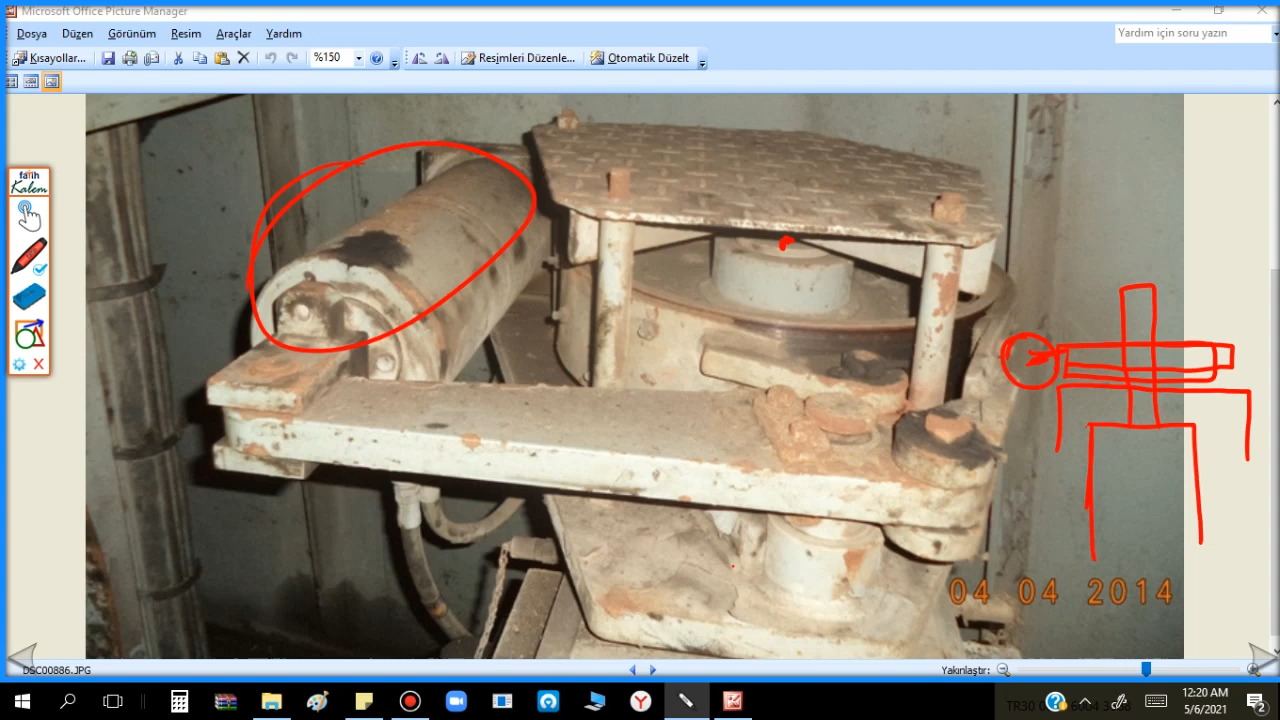 Microsoft Office Picture Manager
Dosya Düzen Görünüm Resim Araçlar Yardım
Yardım için soru yazın
Kısayollar... %150 Resimleri Düzenle... Otomatik Düzelt
fatih
Kalem
04 04 2014
DSC00886.JPG
Yakınlaştır:
12:20 AM
5/6/2021
2